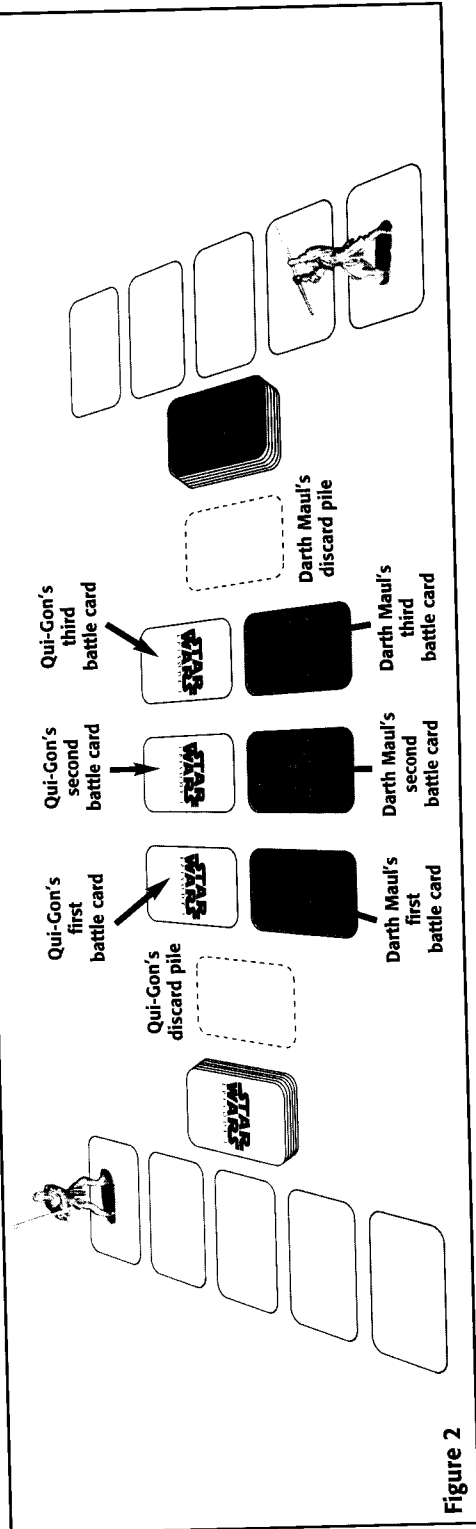 Qui-Gon's
first
battle card
Qui-Gon's
second
battle card
Qui-Gon's
third
battle card
Qui-Gon's
discard pile
STAR
WARS
STAR
WARS
STAR
WARS
STAR
WARS
Darth Maul's
discard pile
Darth Maul's
first
battle card
Darth Maul's
second
battle card
Darth Maul's
third
battle card
Figure 2